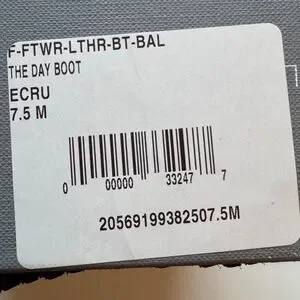 F-FTWR-LTHR-BT-BAL
THE DAY BOOT
ECRU
7.5 M
0 00000 33247 7
20569199382507.5M